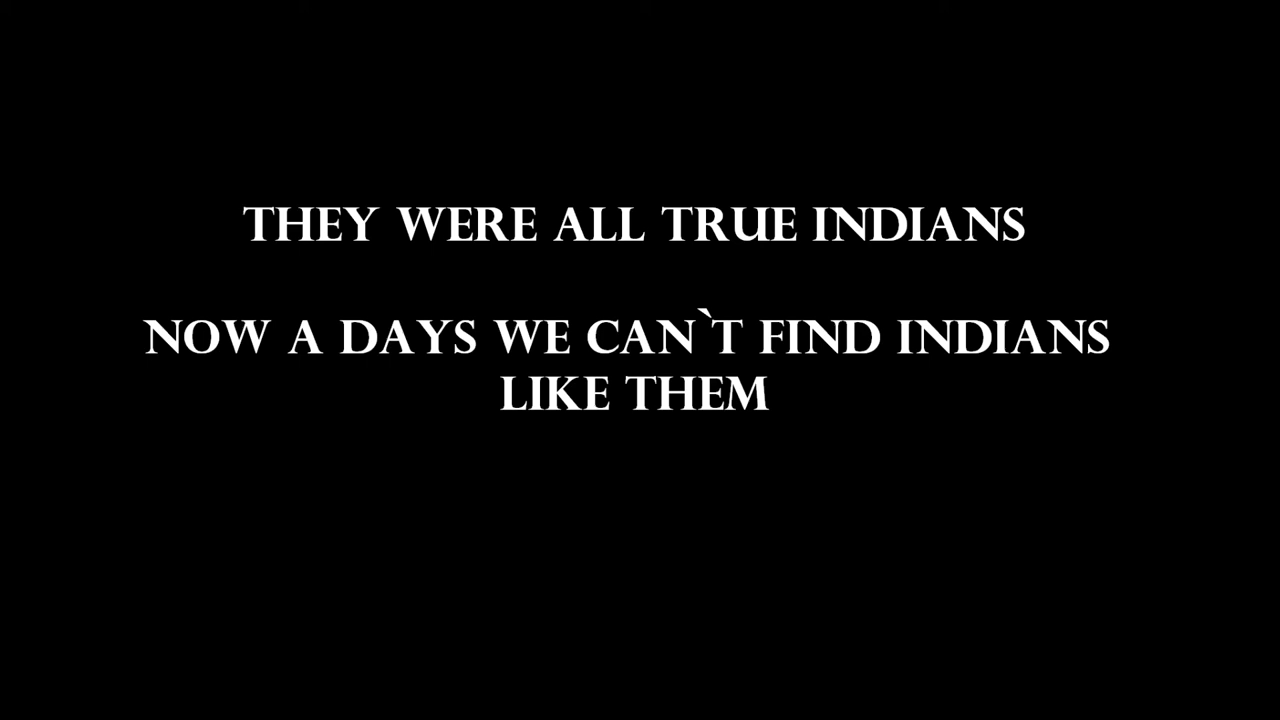 THEY WERE ALL TRUE INDIANS
NOW A DAYS WE CAN`T FIND INDIANS
LIKE THEM